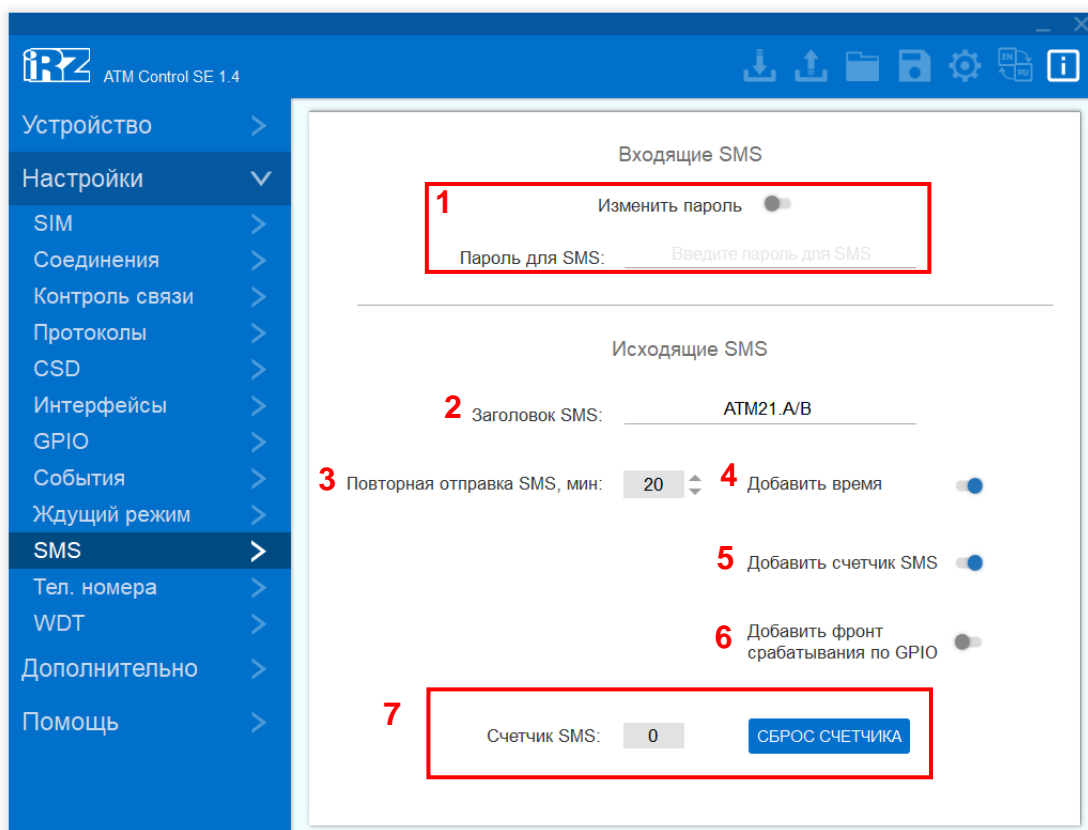 iRZ ATM Control SE 1.4
EN
RU
Устройство
Настройки
SIM
Соединения
Контроль связи
Протоколы
CSD
Интерфейсы
GPIO
События
Ждущий режим
SMS
Тел. номера
WDT
Дополнительно
Помощь
Входящие SMS
1 Изменить пароль
Пароль для SMS: Введите пароль для SMS
Исходящие SMS
2 Заголовок SMS: ATM21.A/B
3 Повторная отправка SMS, мин: 20 4 Добавить время
5 Добавить счетчик SMS
6 Добавить фронт
срабатывания по GPIO
7 Счетчик SMS: 0 СБРОС СЧЕТЧИКА